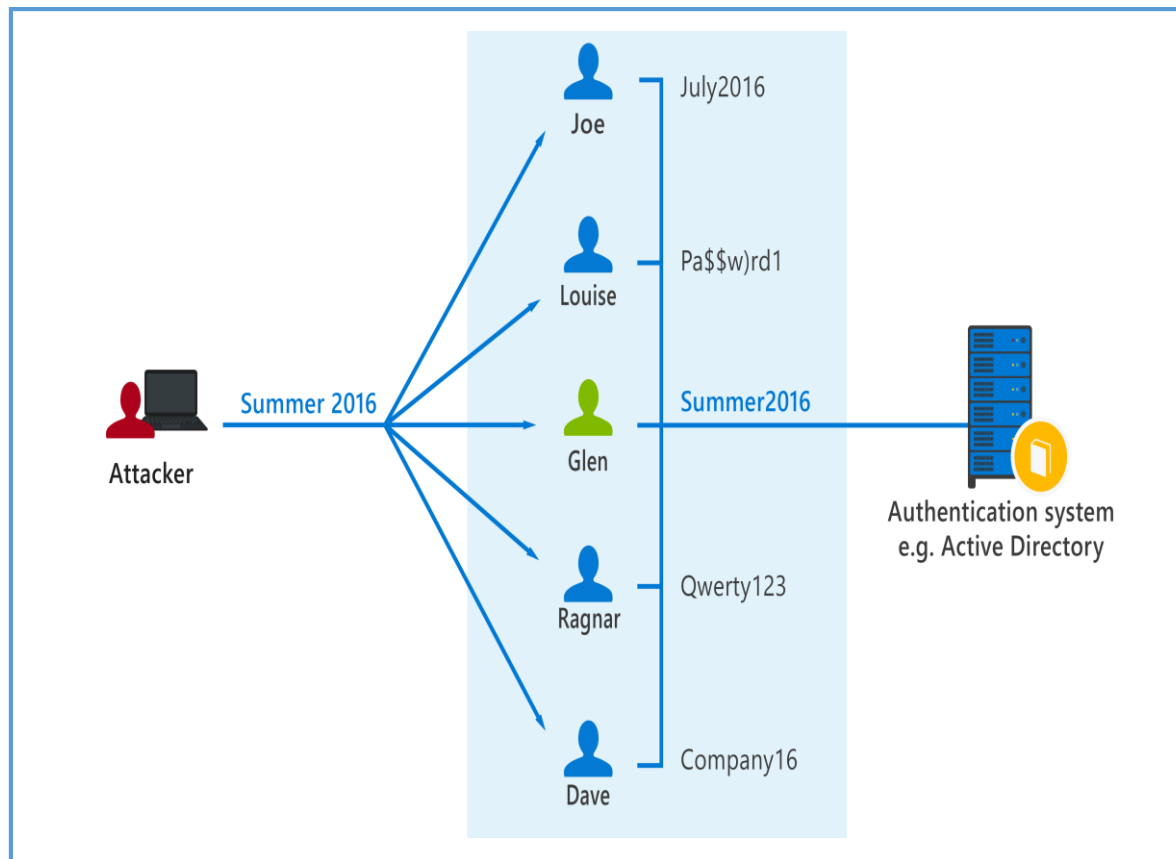 Joe
July2016
Louise
Pa$$w)rd1
Attacker
Summer 2016
Glen
Summer2016
Authentication system
e.g. Active Directory
Ragnar
Qwerty123
Dave
Company16